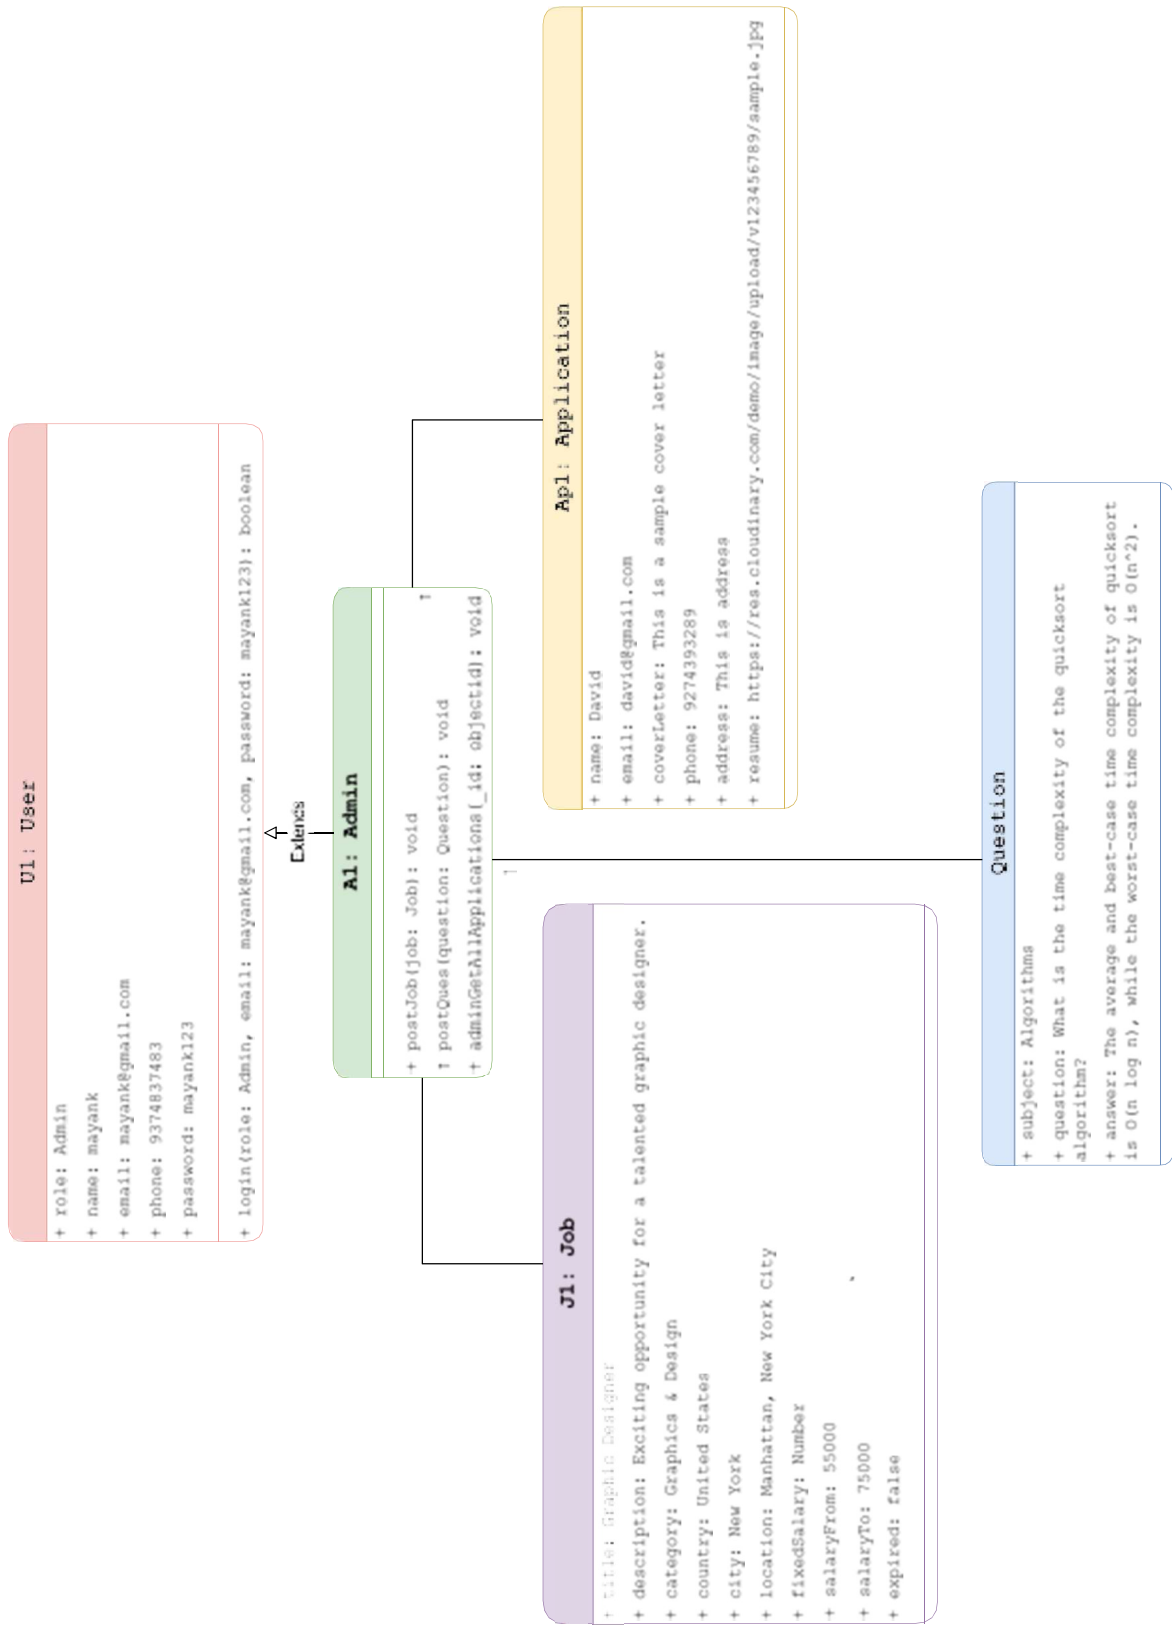 U1: User
+ role: Admin
+ name: mayank
+ email: mayank@gmail.com
+ phone: 9374837483
+ password: mayank123
+ login(role: Admin, email: mayank@gmail.com, password: mayank123): boolean
Extends
A1: Admin
+ postJob(job: Job): void
+ postQues(question: Question): void
+ adminGetAllApplications(_id: objectid): void
1
1
J1: Job
+ title: Graphic Designer
+ description: Exciting opportunity for a talented graphic designer.
+ category: Graphics & Design
+ country: United States
+ city: New York
+ location: Manhattan, New York City
+ fixedSalary: Number
+ salaryFrom: 55000
+ salaryTo: 75000
+ expired: false
Ap1: Application
+ name: David
+ email: david@gmail.com
+ coverLetter: This is a sample cover letter
+ phone: 9274393289
+ address: This is address
+ resume: https://res.cloudinary.com/demo/image/upload/v123456789/sample.jpg
Question
+ subject: Algorithms
+ question: What is the time complexity of the quicksort
algorithm?
+ answer: The average and best-case time complexity of quicksort
is O(n log n), while the worst-case time complexity is O(n^2).